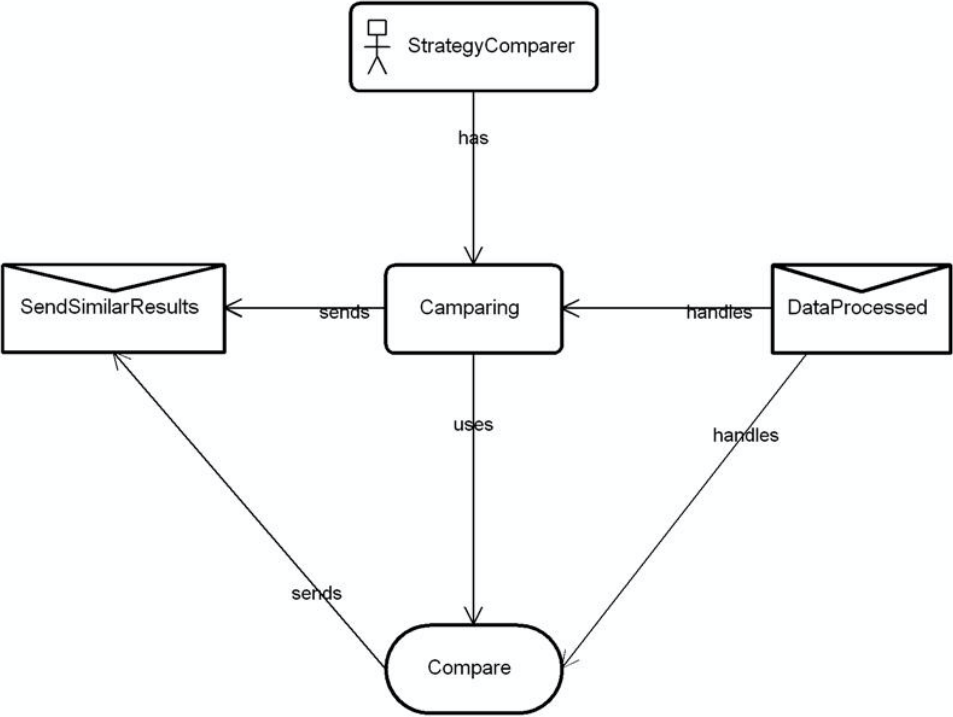 StrategyComparer
has
SendSimilarResults
sends
Camparing
handles
DataProcessed
uses
handles
sends
Compare